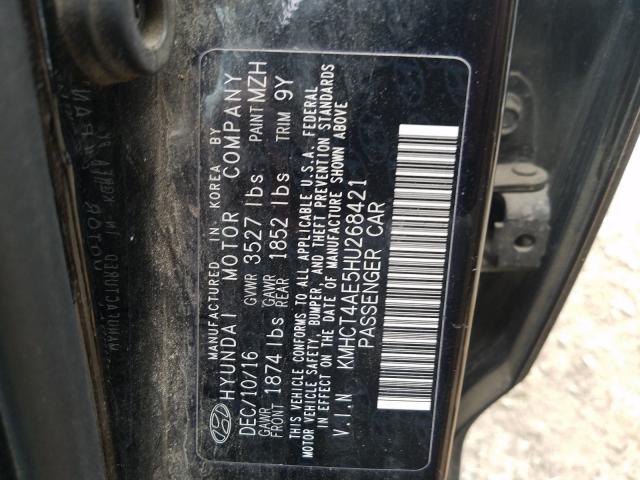 MANUFACTURED IN KOREA BY
HYUNDAI MOTOR COMPANY
DEC/10/16 GVWR 3527 lbs PAINT MZH
GAWR FRONT 1874 lbs GAWR REAR 1852 lbs TRIM 9Y
THIS VEHICLE CONFORMS TO ALL APPLICABLE U.S.A. FEDERAL
MOTOR VEHICLE SAFETY, BUMPER, AND THEFT PREVENTION STANDARDS
IN EFFECT ON THE DATE OF MANUFACTURE SHOWN ABOVE
V.I.N KMHCT4AE5HU268421
PASSENGER CAR